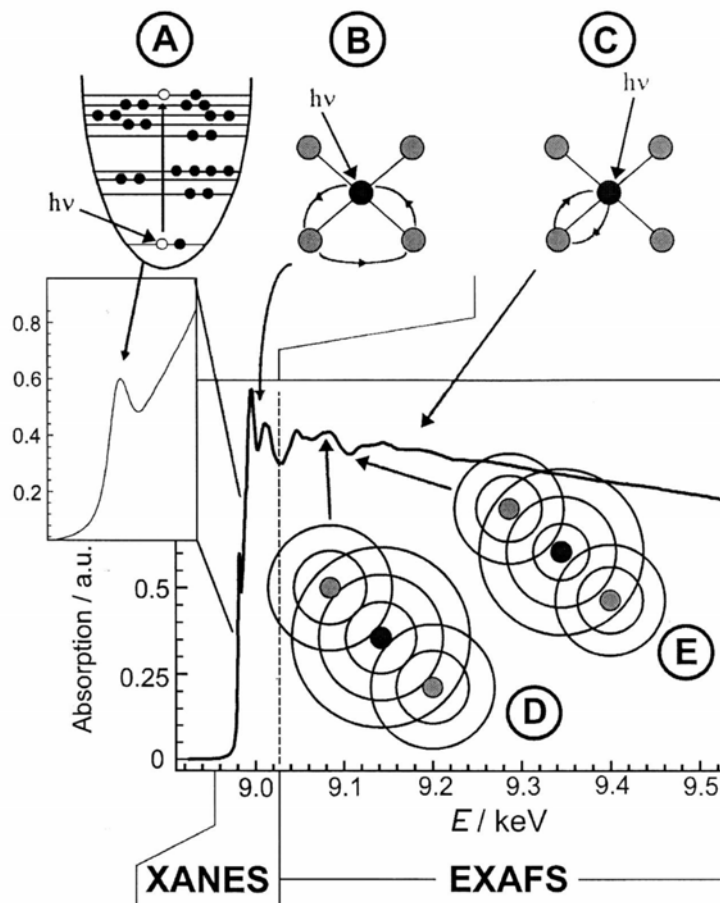 A
B
C
hν
hν
hν
0.8
0.6
0.4
0.2
Absorption / a.u.
0.5
0.25
0
D
E
9.0 9.1 9.2 9.3 9.4 9.5
E / keV
XANES EXAFS